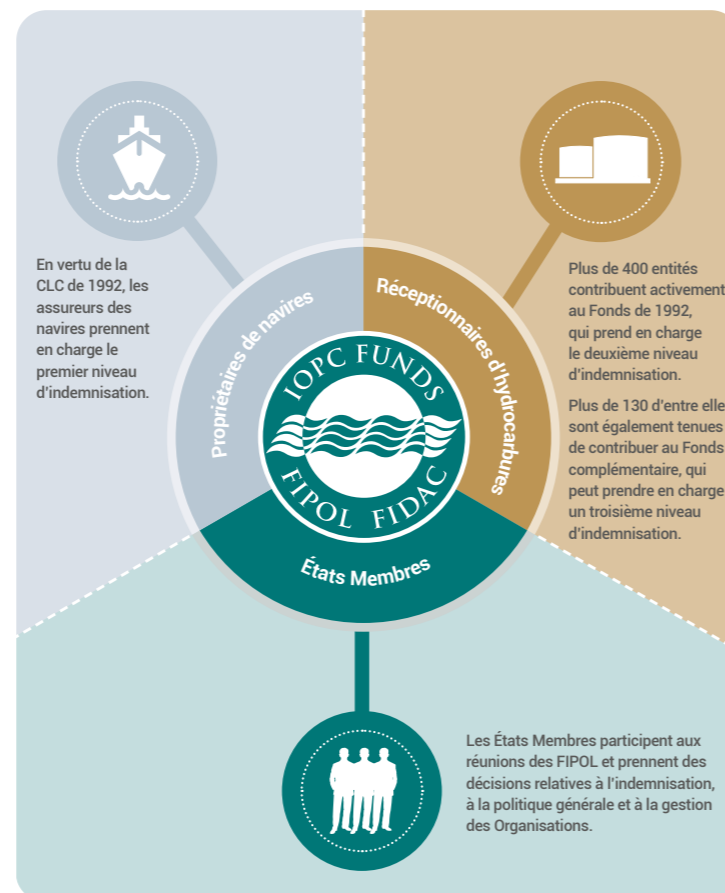 En vertu de la
CLC de 1992, les
assureurs des
navires prennent
en charge le
premier niveau
d'indemnisation.
Plus de 400 entités
contribuent activement
au Fonds de 1992,
qui prend en charge
le deuxième niveau
d'indemnisation.
Plus de 130 d'entre elle
sont également tenues
de contribuer au Fonds
complémentaire, qui
peut prendre en charge
un troisième niveau
d'indemnisation.
Propriétaires de navires
Réceptionnaires d'hydrocarbures
IOPC FUNDS
FIPOL FIDAC
États Membres
Les États Membres participent aux
réunions des FIPOL et prennent des
décisions relatives à l'indemnisation,
à la politique générale et à la gestion
des Organisations.